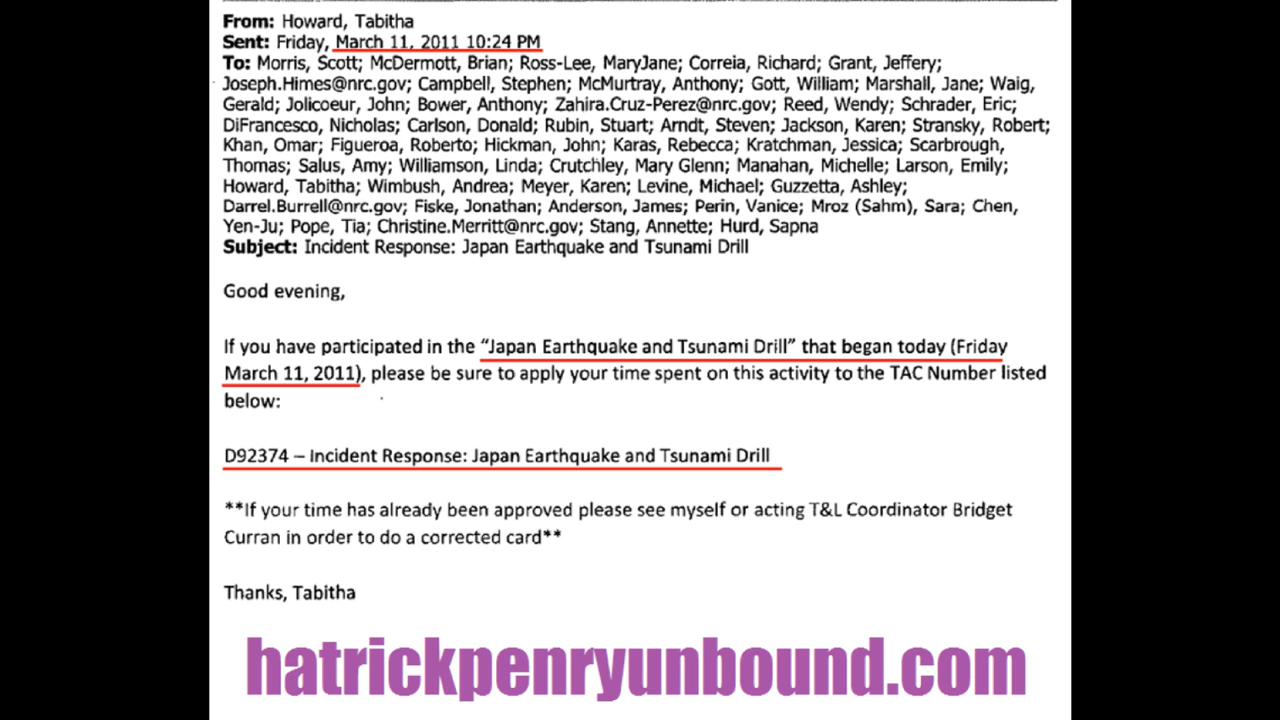 From: Howard, Tabitha
Sent: Friday, March 11, 2011 10:24 PM
To: Morris, Scott; McDermott, Brian; Ross-Lee, MaryJane; Correia, Richard; Grant, Jeffery;
Joseph.Himes@nrc.gov; Campbell, Stephen; McMurtray, Anthony; Gott, William; Marshall, Jane; Waig,
Gerald; Jolicoeur, John; Bower, Anthony; Zahira.Cruz-Perez@nrc.gov; Reed, Wendy; Schrader, Eric;
DiFrancesco, Nicholas; Carlson, Donald; Rubin, Stuart; Arndt, Steven; Jackson, Karen; Stransky, Robert;
Khan, Omar; Figueroa, Roberto; Hickman, John; Karas, Rebecca; Kratchman, Jessica; Scarbrough,
Thomas; Salus, Amy; Williamson, Linda; Crutchley, Mary Glenn; Manahan, Michelle; Larson, Emily;
Howard, Tabitha; Wimbush, Andrea; Meyer, Karen; Levine, Michael; Guzzetta, Ashley;
Darrel.Burrell@nrc.gov; Fiske, Jonathan; Anderson, James; Perin, Vanice; Mroz (Sahm), Sara; Chen,
Yen-Ju; Pope, Tia; Christine.Merritt@nrc.gov; Stang, Annette; Hurd, Sapna
Subject: Incident Response: Japan Earthquake and Tsunami Drill
Good evening,
If you have participated in the “Japan Earthquake and Tsunami Drill” that began today (Friday
March 11, 2011), please be sure to apply your time spent on this activity to the TAC Number listed
below:
D92374 – Incident Response: Japan Earthquake and Tsunami Drill
**If your time has already been approved please see myself or acting T&L Coordinator Bridget
Curran in order to do a corrected card**
Thanks, Tabitha
hatrickpenryunbound.com